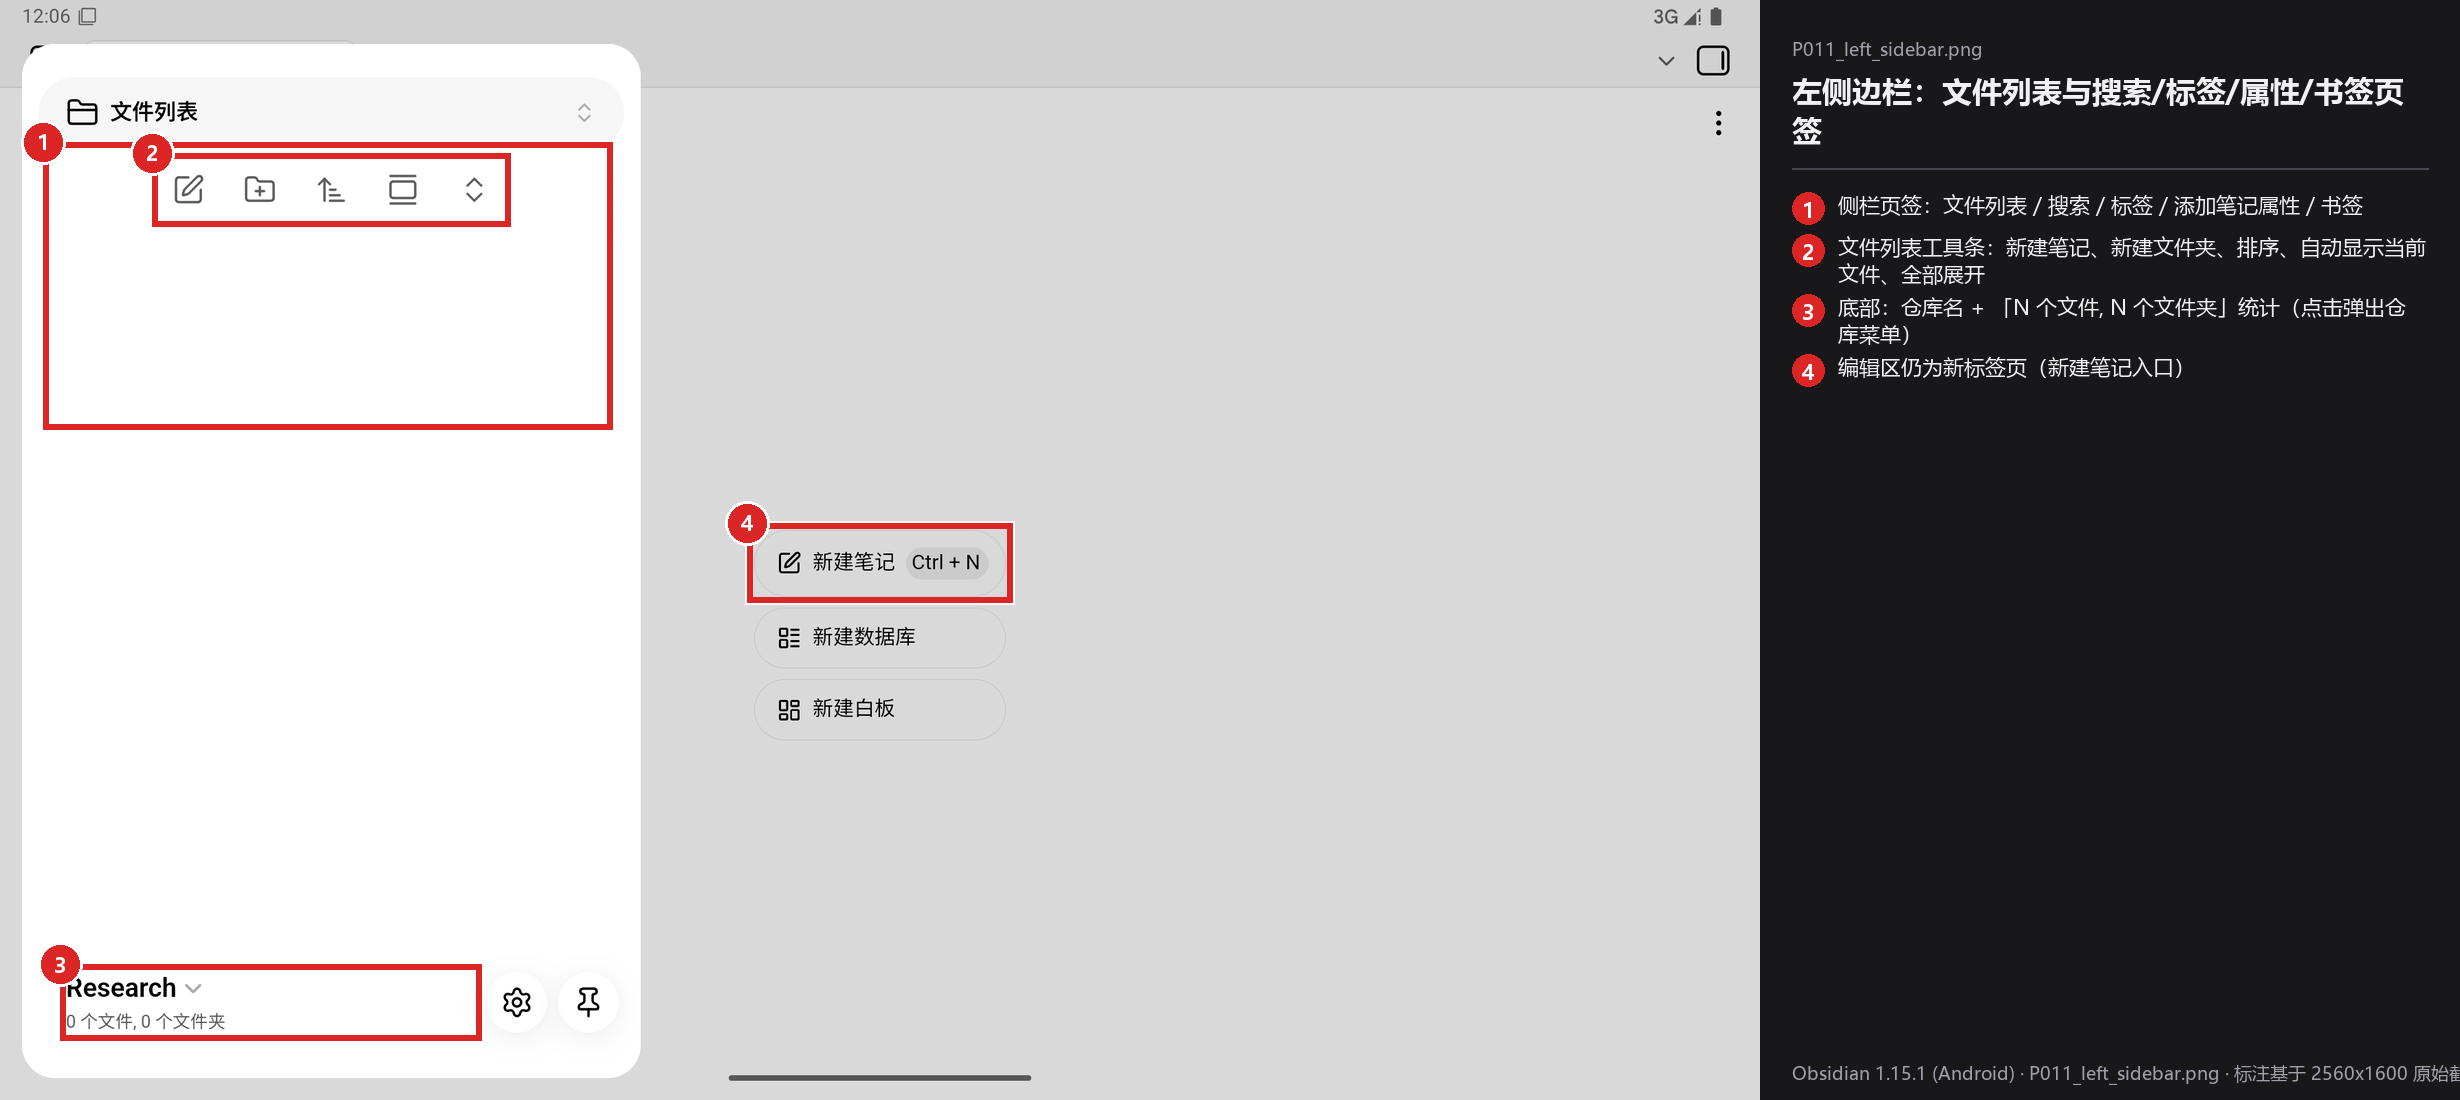 12:06
3G
文件列表
1
2
新建笔记 Ctrl + N
4
新建数据库
新建白板
3
Research
0 个文件, 0 个文件夹
P011_left_sidebar.png
左侧边栏：文件列表与搜索/标签/属性/书签页
签
1 侧栏页签：文件列表 / 搜索 / 标签 / 添加笔记属性 / 书签
2 文件列表工具条：新建笔记、新建文件夹、排序、自动显示当前
文件、全部展开
3 底部：仓库名 + 「N 个文件, N 个文件夹」统计（点击弹出仓
库菜单）
4 编辑区仍为新标签页（新建笔记入口）
Obsidian 1.15.1 (Android) · P011_left_sidebar.png · 标注基于 2560x1600 原始